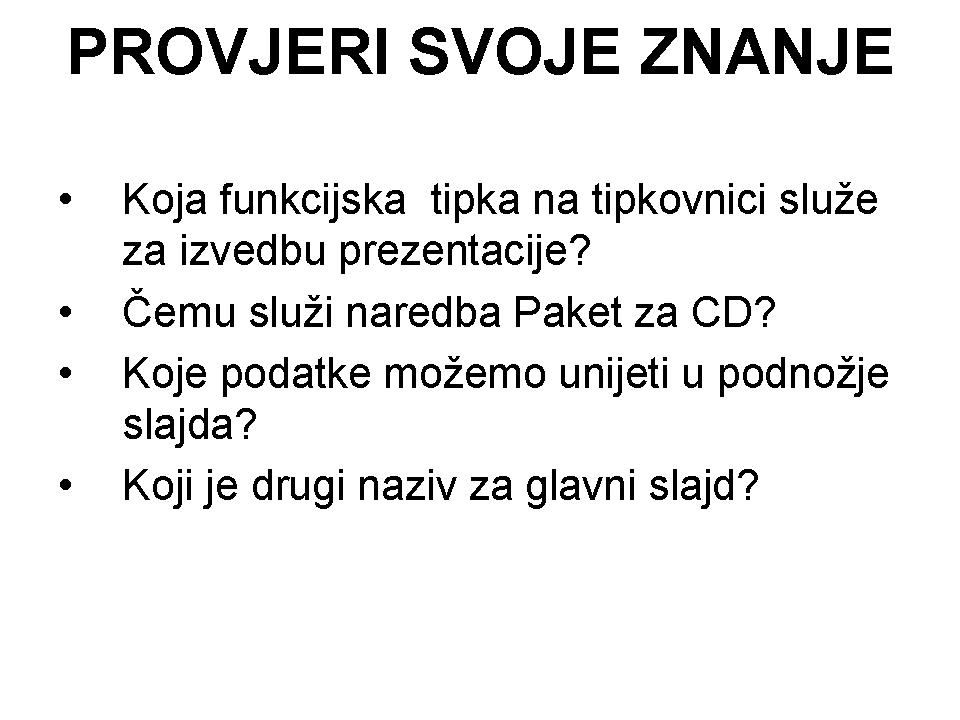 PROVJERI SVOJE ZNANJE
• Koja funkcijska  tipka na tipkovnici služe
za izvedbu prezentacije?
• Čemu služi naredba Paket za CD?
• Koje podatke možemo unijeti u podnožje
slajda?
• Koji je drugi naziv za glavni slajd?